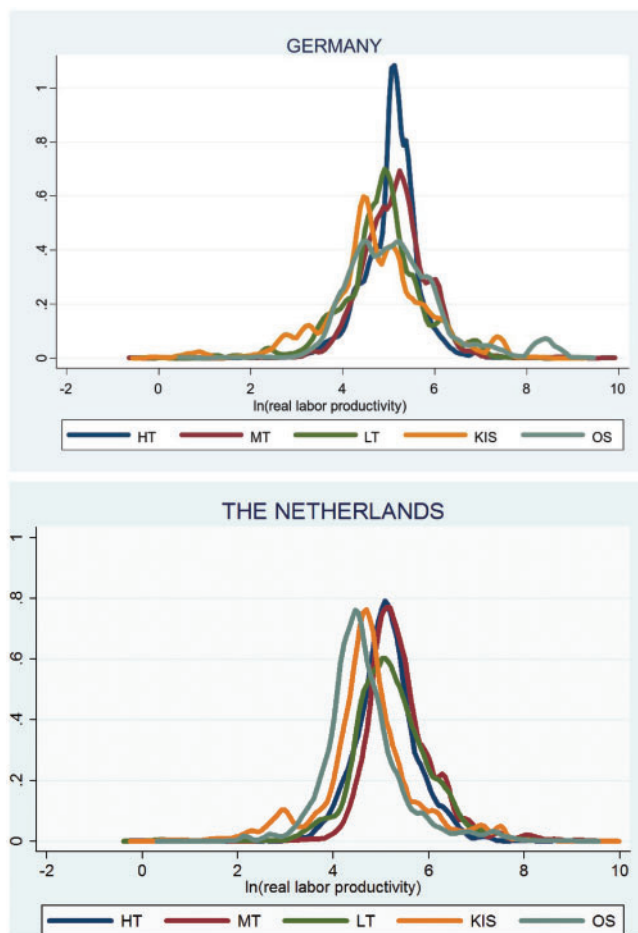 GERMANY
1
.8
.6
.4
.2
0
-2 0 2 4 6 8 10
ln(real labor productivity)
HT MT LT KIS OS
THE NETHERLANDS
1
.8
.6
.4
.2
0
-2 0 2 4 6 8 10
ln(real labor productivity)
HT MT LT KIS OS